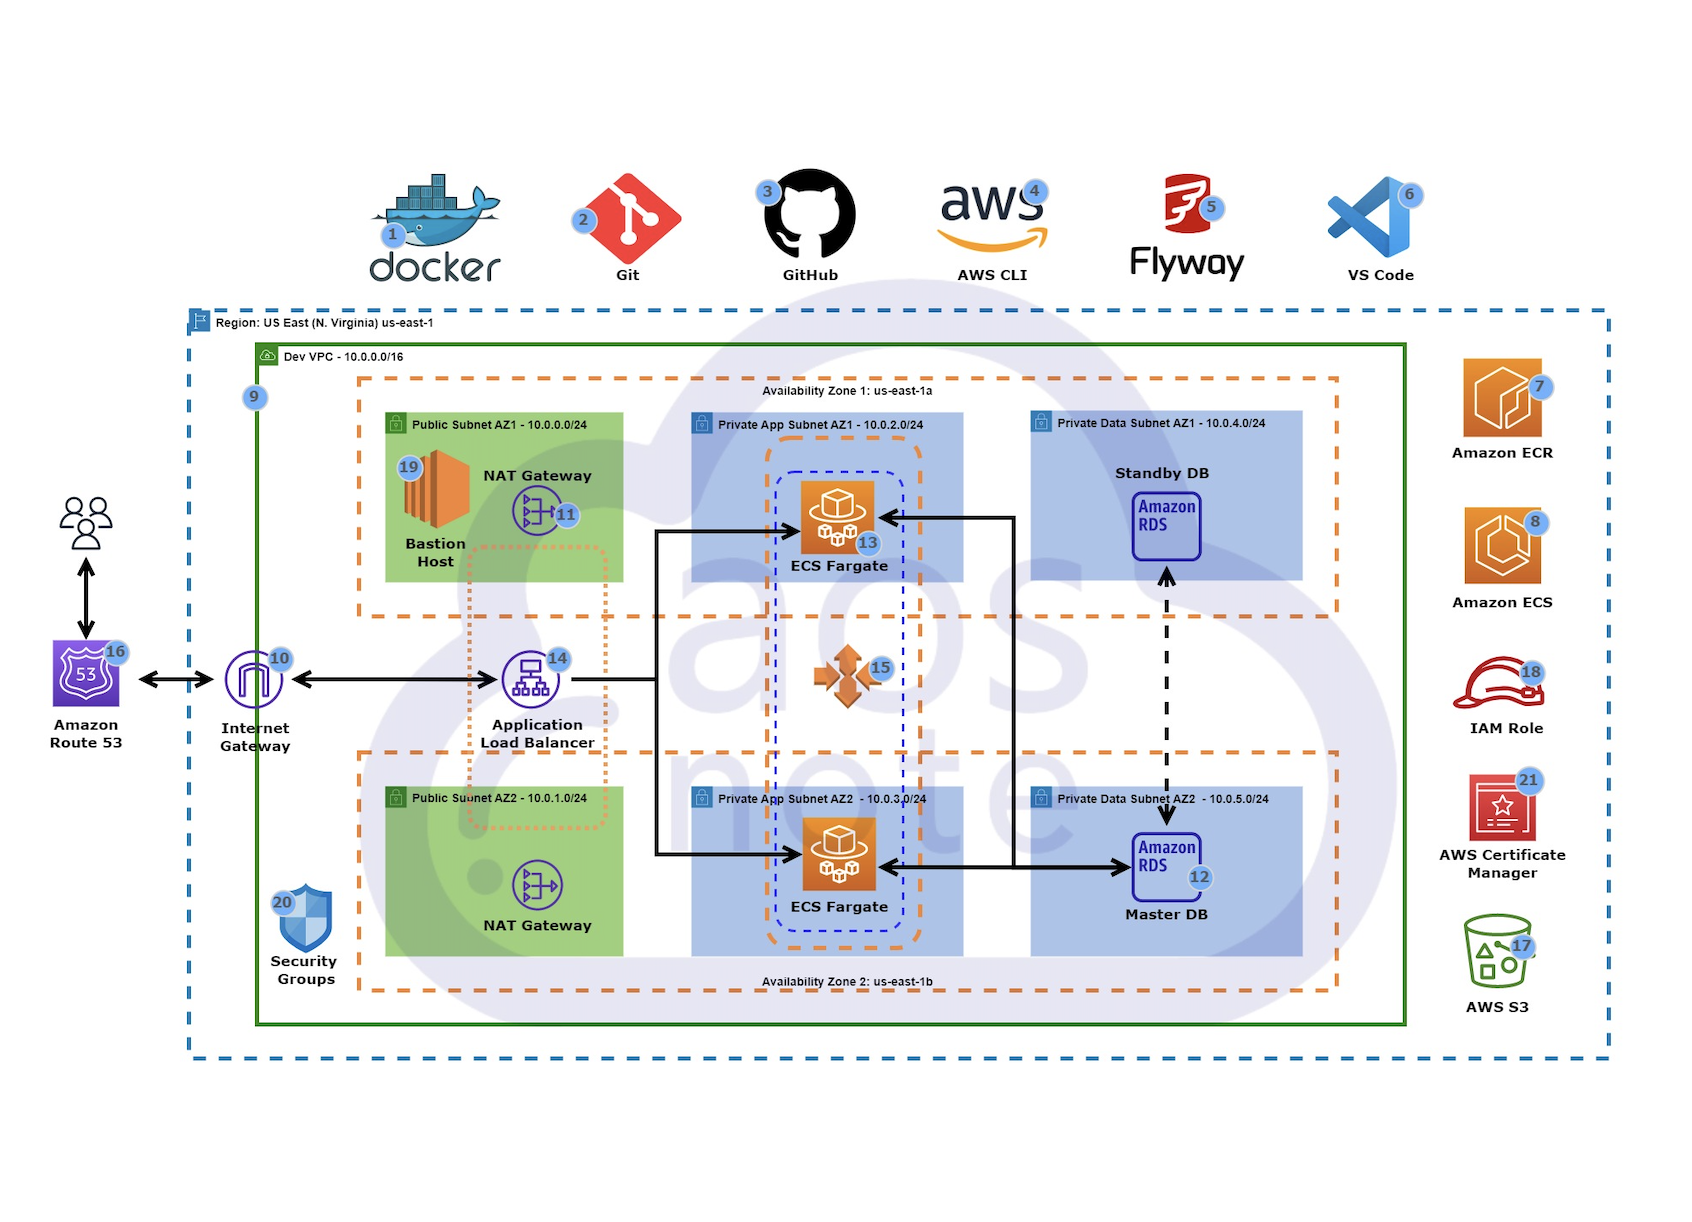 1
docker
2
Git
3
GitHub
aws
4
AWS CLI
5
Flyway
6
VS Code
Region: US East (N. Virginia) us-east-1
Dev VPC - 10.0.0.0/16
9
Availability Zone 1: us-east-1a
Public Subnet AZ1 - 10.0.0.0/24
19
NAT Gateway
11
Bastion
Host
Private App Subnet AZ1 - 10.0.2.0/24
13
ECS Fargate
Private Data Subnet AZ1 - 10.0.4.0/24
Standby DB
Amazon
RDS
7
Amazon ECR
8
Amazon ECS
53
16
Amazon
Route 53
10
Internet
Gateway
14
Application
Load Balancer
15
aos
note
18
IAM Role
Public Subnet AZ2 - 10.0.1.0/24
NAT Gateway
Private App Subnet AZ2 - 10.0.3.0/24
ECS Fargate
Private Data Subnet AZ2 - 10.0.5.0/24
Amazon
RDS
12
Master DB
21
AWS Certificate
Manager
20
Security
Groups
17
AWS S3
Availability Zone 2: us-east-1b